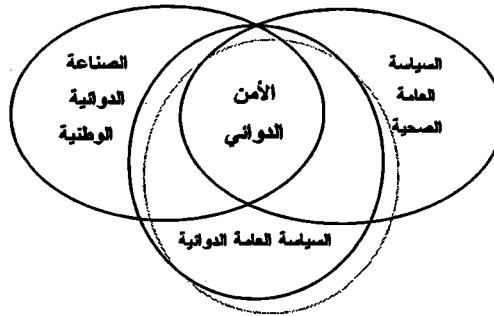 السياسة
العامة
الصحية
الأمن
الدوائي
الصناعة
الدوائية
الوطنية
السياسة العامة الدوائية